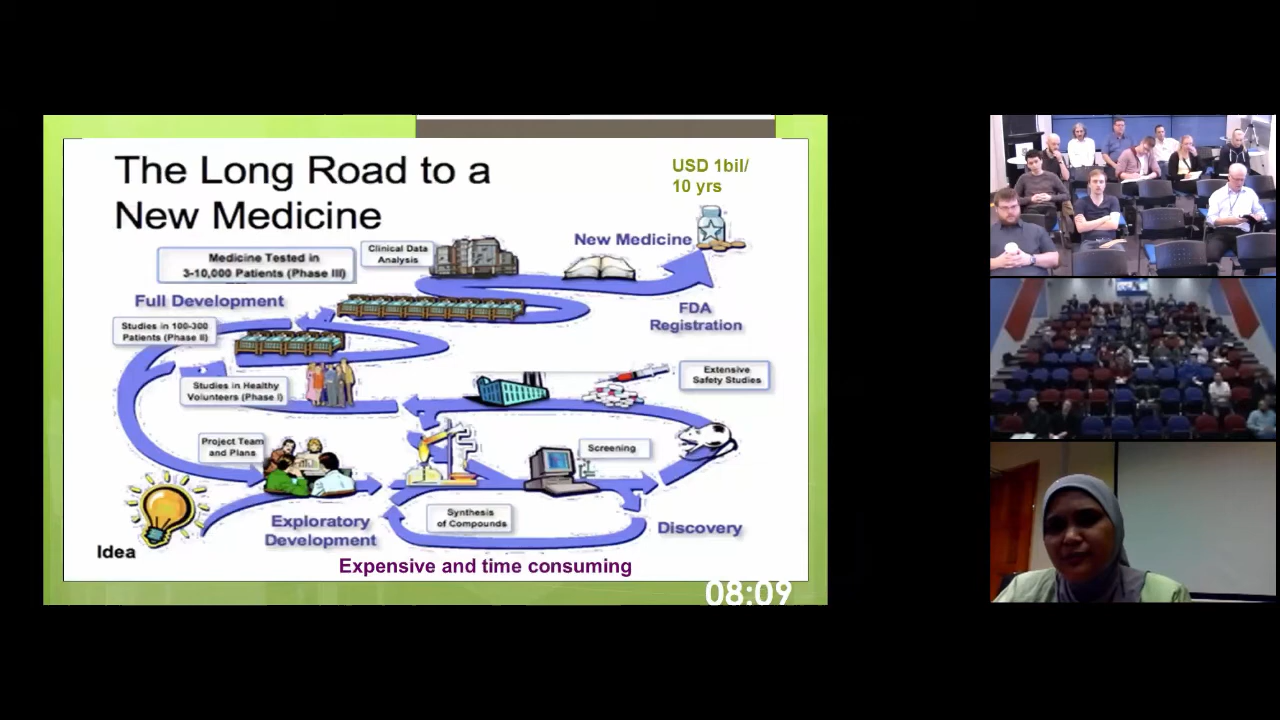 The Long Road to a
New Medicine
USD 1bil/
10 yrs
Clinical Data
Analysis
New Medicine
Medicine Tested in
3-10,000 Patients (Phase III)
Full Development
FDA
Registration
Studies in 100-300
Patients (Phase II)
Extensive
Safety Studies
Studies in Healthy
Volunteers (Phase I)
Project Team
and Plans
Screening
Synthesis
of Compounds
Exploratory
Development
Discovery
Idea
Expensive and time consuming
08:09